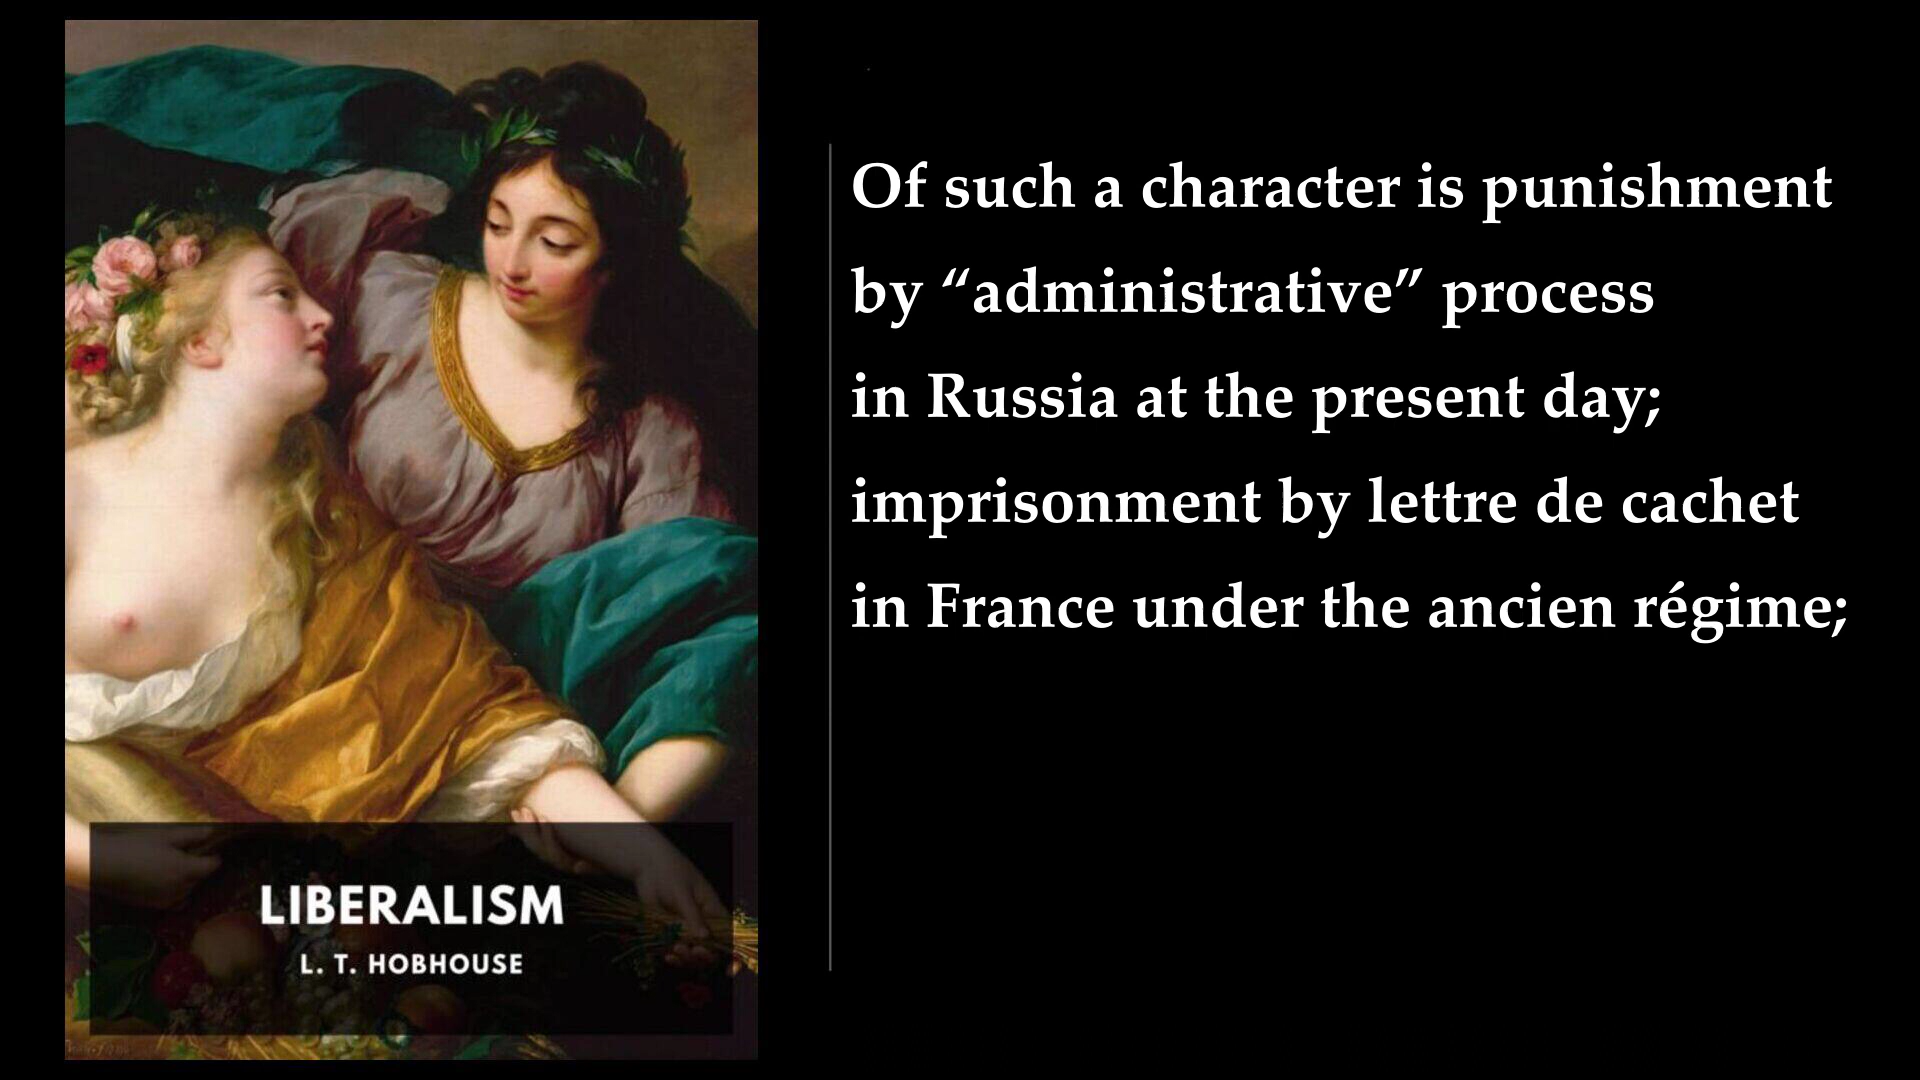 LIBERALISM
L. T. HOBHOUSE
Of such a character is punishment
by “administrative” process
in Russia at the present day;
imprisonment by lettre de cachet
in France under the ancien régime;